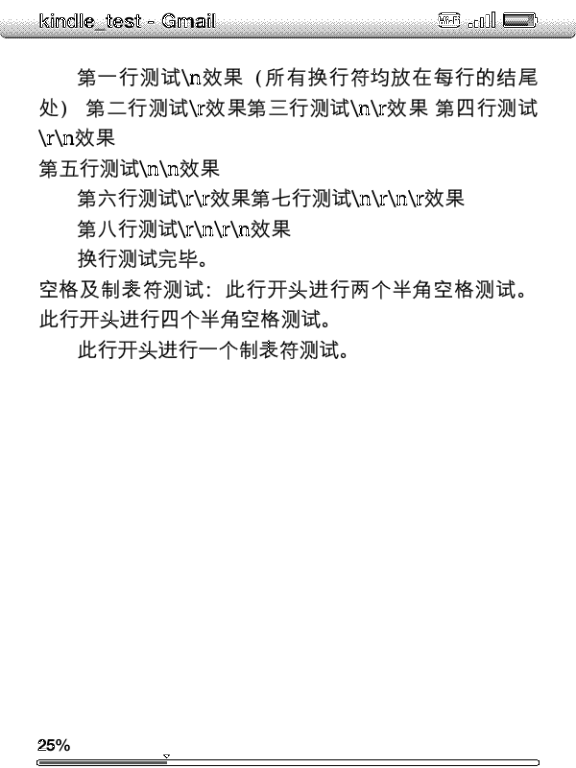 kindle_test - Gmail
Wi-Fi
第一行测试\n效果（所有换行符均放在每行的结尾
处） 第二行测试\r效果第三行测试\n\r效果 第四行测试
\r\n效果
第五行测试\n\n效果
第六行测试\r\r效果第七行测试\n\r\n\r效果
第八行测试\r\n\r\n效果
换行测试完毕。
空格及制表符测试：此行开头进行两个半角空格测试。
此行开头进行四个半角空格测试。
此行开头进行一个制表符测试。
25%